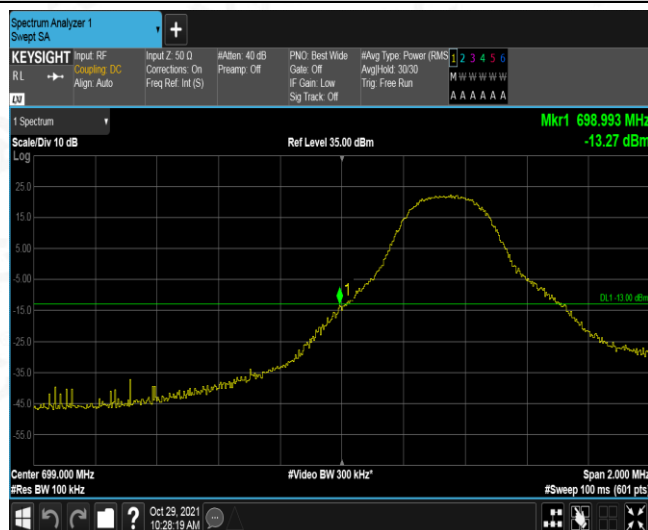 Spectrum Analyzer 1
Swept SA
+
KEYSIGHT
RL
LXI
Input: RF
Coupling: DC
Align: Auto
Input Z: 50 Ω
Corrections: On
Freq Ref: Int (S)
#Atten: 40 dB
Preamp: Off
PNO: Best Wide
Gate: Off
IF Gain: Low
Sig Track: Off
#Avg Type: Power (RMS
Avg|Hold: 30/30
Trig: Free Run
1 2 3 4 5 6
M W W W W W
A A A A A A
1 Spectrum
Scale/Div 10 dB
Log
Ref Level 35.00 dBm
Mkr1 698.993 MHz
-13.27 dBm
25.0
15.0
5.00
-5.00
-15.0
-25.0
-35.0
-45.0
-55.0
1
DL1 -13.00 dBm
Center 699.000 MHz
#Res BW 100 kHz
#Video BW 300 kHz*
Span 2.000 MHz
#Sweep 100 ms (601 pts)
?
Oct 29, 2021
10:28:19 AM